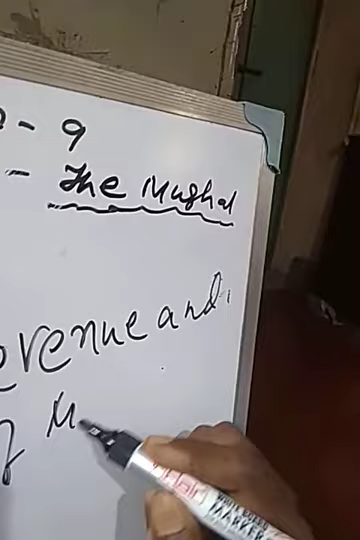 - 9
- The Mughal
evenue and
M
MARKER